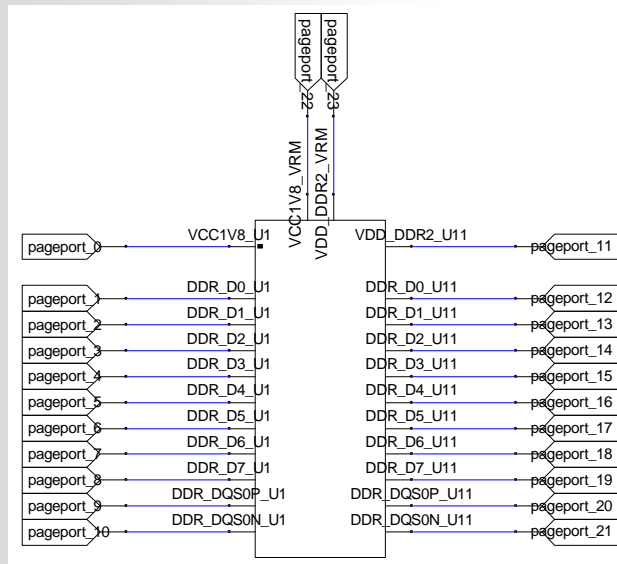 pageport_22
pageport_23
VCC1V8_VRM
VDD_DDR2_VRM
pageport_0 VCC1V8_U1 VDD_DDR2_U11 pageport_11
pageport_1 DDR_D0_U1 DDR_D0_U11 pageport_12
pageport_2 DDR_D1_U1 DDR_D1_U11 pageport_13
pageport_3 DDR_D2_U1 DDR_D2_U11 pageport_14
pageport_4 DDR_D3_U1 DDR_D3_U11 pageport_15
pageport_5 DDR_D4_U1 DDR_D4_U11 pageport_16
pageport_6 DDR_D5_U1 DDR_D5_U11 pageport_17
pageport_7 DDR_D6_U1 DDR_D6_U11 pageport_18
pageport_8 DDR_D7_U1 DDR_D7_U11 pageport_19
pageport_9 DDR_DQS0P_U1 DDR_DQS0P_U11 pageport_20
pageport_10 DDR_DQS0N_U1 DDR_DQS0N_U11 pageport_21